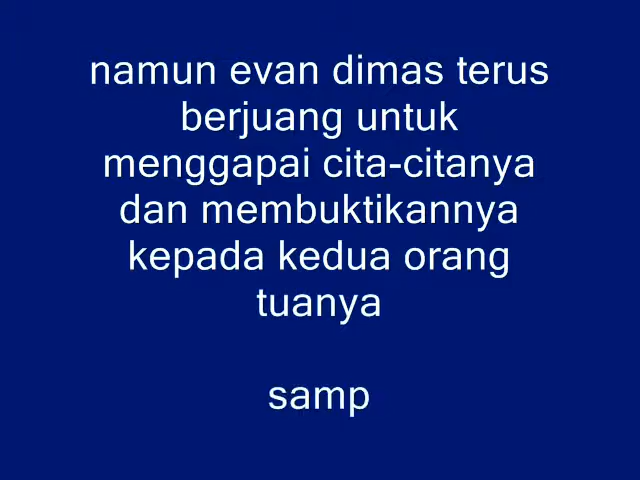 namun evan dimas terus
berjuang untuk
menggapai cita-citanya
dan membuktikannya
kepada kedua orang
tuanya
samp